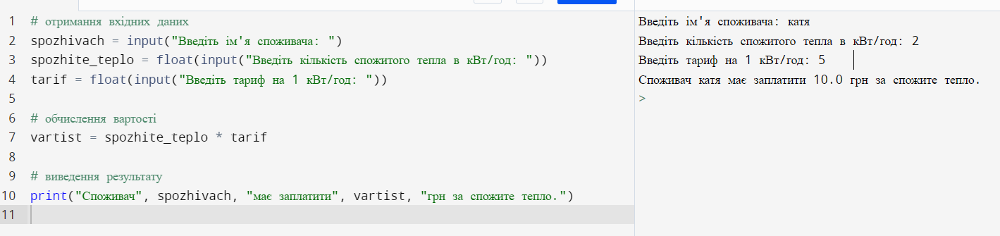 1 # отримання вхідних даних
2 spozhivach = input("Введіть ім'я споживача: ")
3 spozhite_teplo = float(input("Введіть кількість спожитого тепла в кВт/год: "))
4 tarif = float(input("Введіть тариф на 1 кВт/год: "))
5
6 # обчислення вартості
7 vartist = spozhite_teplo * tarif
8
9 # виведення результату
10 print("Споживач", spozhivach, "має заплатити", vartist, "грн за спожите тепло.")
11
Введіть ім'я споживача: катя
Введіть кількість спожитого тепла в кВт/год: 2
Введіть тариф на 1 кВт/год: 5
Споживач катя має заплатити 10.0 грн за спожите тепло.
>